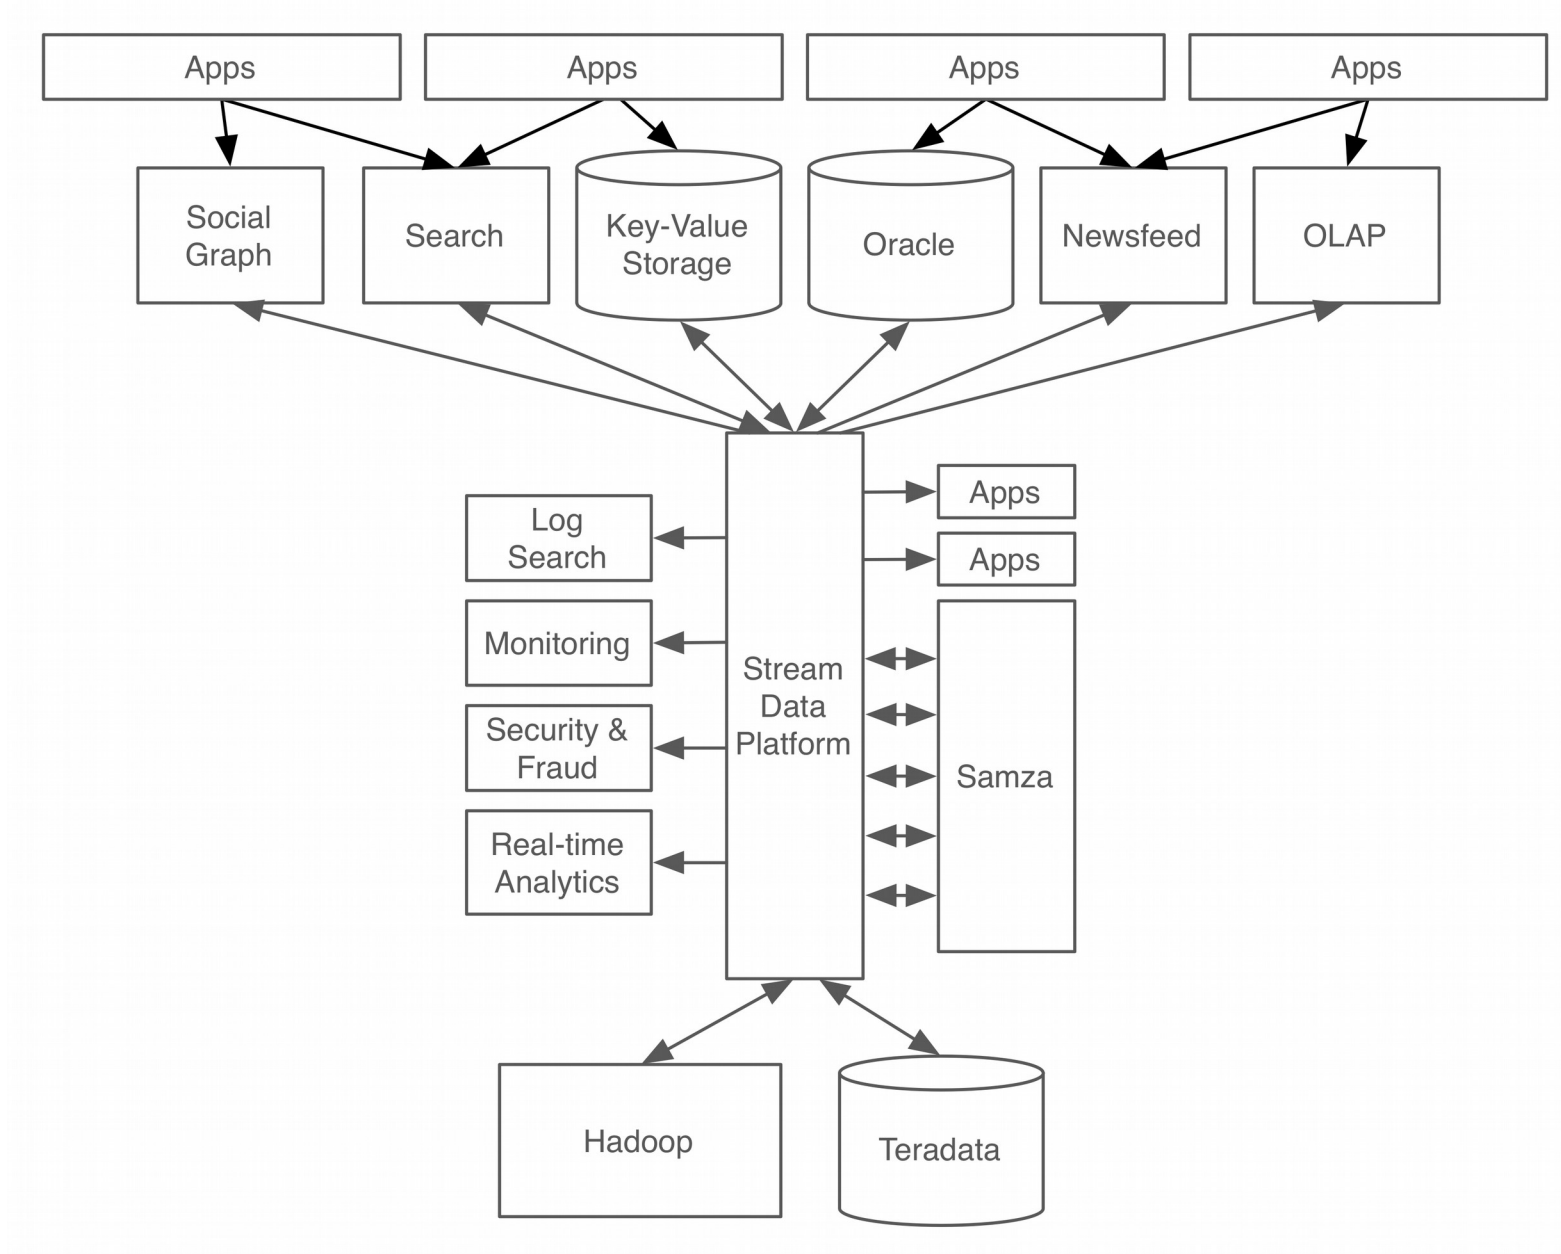 Apps
Apps
Apps
Apps
Social
Graph
Search
Key-Value
Storage
Oracle
Newsfeed
OLAP
Log
Search
Monitoring
Security &
Fraud
Real-time
Analytics
Stream
Data
Platform
Apps
Apps
Samza
Hadoop
Teradata